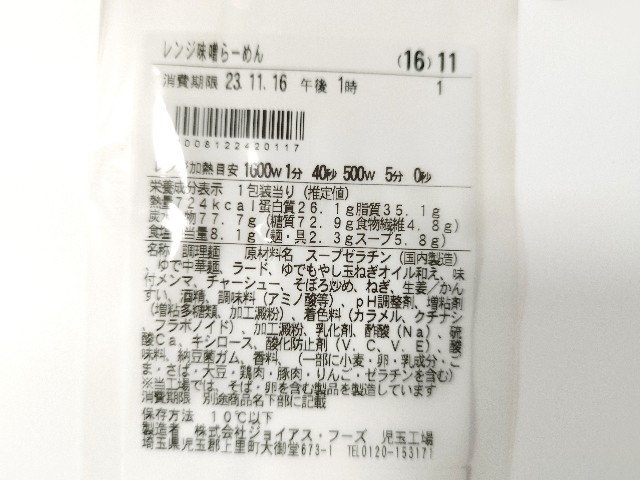 レンジ味噌らーめん (16)11
消費期限 23.11.16 午後 1時 1
008122420117
レンジ加熱目安 1600W 1分 40秒 500W 5分 0秒
栄養成分表示 1包装当り(推定値)
熱量724kcal蛋白質26.1g脂質35.1g
炭水化物77.7g(糖質72.9g食物繊維4.8g)
食塩相当量8.1g(麺・具2.3gスープ5.8g)
名称 調理麺 原材料名 スープゼラチン(国内製造)
、ゆで中華麺、ラード、ゆでもやし玉ねぎオイル和え、味
付メンマ、チャーシュー、そぼろ炒め、ねぎ、生姜/かん
すい、酒精、調味料(アミノ酸等)、pH調整剤、増粘剤
(増粘多糖類、加工澱粉)、着色料(カラメル、クチナシ
、フラボノイド)、加工澱粉、乳化剤、酢酸(Na)、硫
酸Ca、キシロース、酸化防止剤(V.C、V.E)、酸
味料、納豆菌ガム、香料、(一部に小麦・卵・乳成分・ご
ま・さば・大豆・鶏肉・豚肉・りんご・ゼラチンを含む)
※当工場では、そば・卵を含む製品を製造しています
消費期限 別途商品名下部に記載
保存方法 10℃以下
製造者 株式会社ジョイアス・フーズ 児玉工場
埼玉県児玉郡上里町大御堂673-1 TEL0120-153171